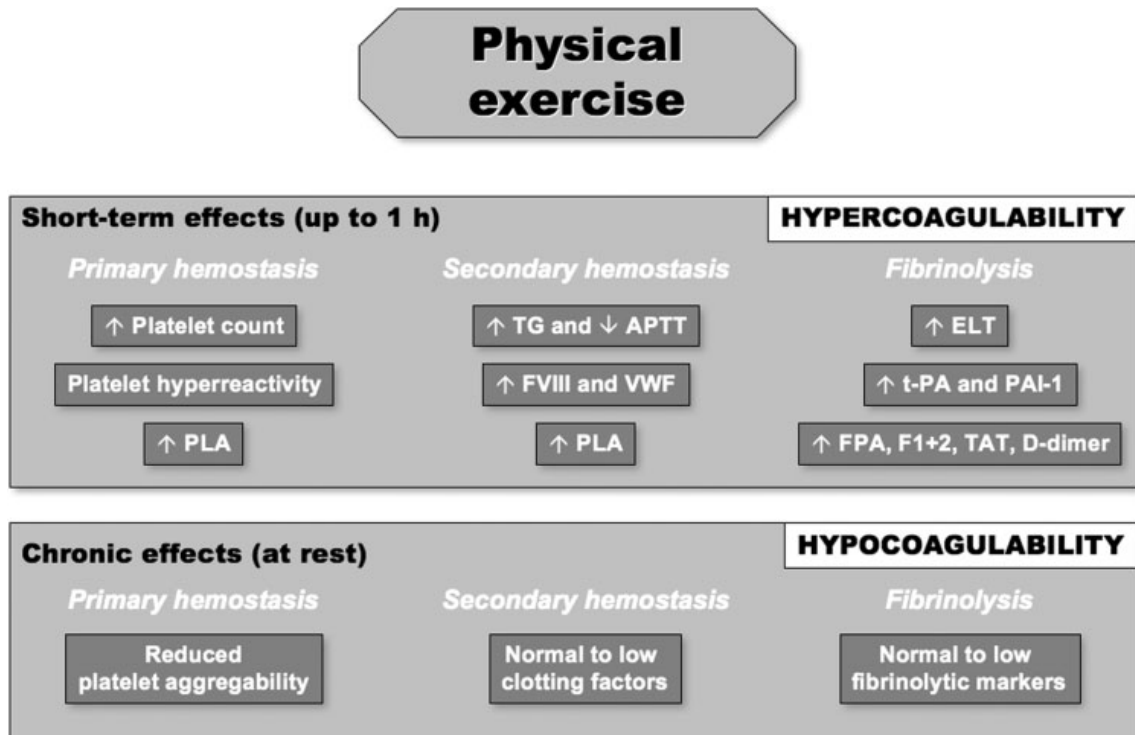 Physical
exercise
Short-term effects (up to 1 h)
HYPERCOAGULABILITY
Primary hemostasis
Secondary hemostasis
Fibrinolysis
↑ Platelet count
↑ TG and ↓ APTT
↑ ELT
Platelet hyperreactivity
↑ FVIII and VWF
↑ t-PA and PAI-1
↑ PLA
↑ PLA
↑ FPA, F1+2, TAT, D-dimer
Chronic effects (at rest)
HYPOCOAGULABILITY
Primary hemostasis
Secondary hemostasis
Fibrinolysis
Reduced
platelet aggregability
Normal to low
clotting factors
Normal to low
fibrinolytic markers